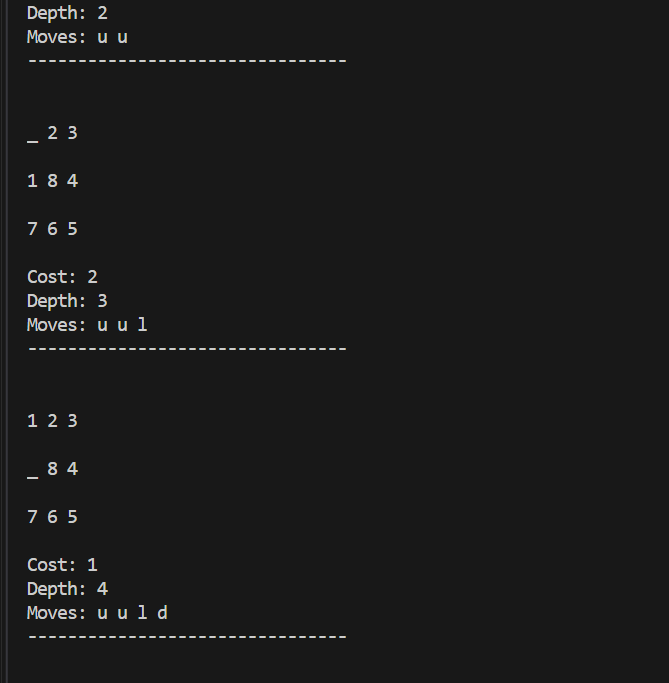 Depth: 2
Moves: u u
--------------------------------
_ 2 3
1 8 4
7 6 5
Cost: 2
Depth: 3
Moves: u u l
--------------------------------
1 2 3
_ 8 4
7 6 5
Cost: 1
Depth: 4
Moves: u u l d
--------------------------------